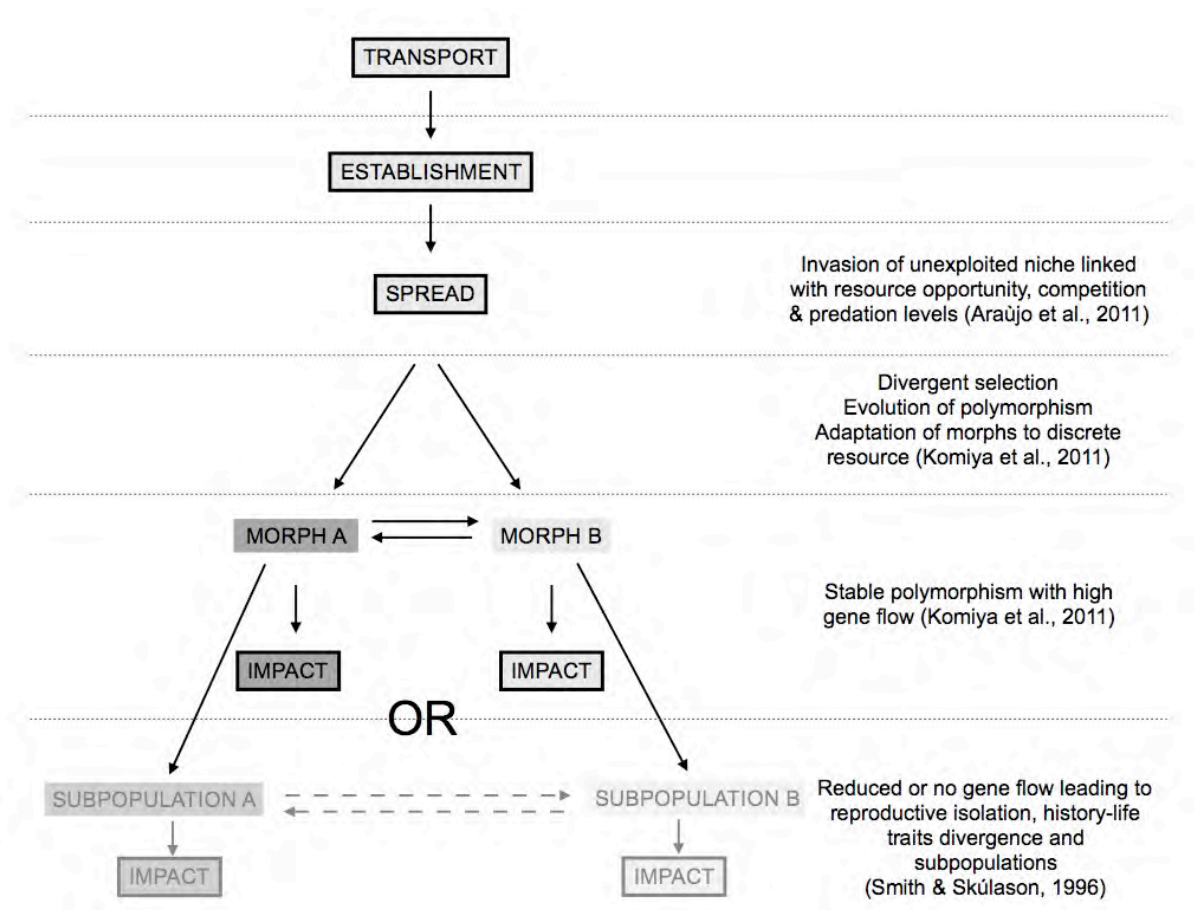 TRANSPORT
ESTABLISHMENT
SPREAD
Invasion of unexploited niche linked
with resource opportunity, competition
& predation levels (Araùjo et al., 2011)
Divergent selection
Evolution of polymorphism
Adaptation of morphs to discrete
resource (Komiya et al., 2011)
MORPH A
MORPH B
Stable polymorphism with high
gene flow (Komiya et al., 2011)
IMPACT
IMPACT
OR
SUBPOPULATION A
SUBPOPULATION B
Reduced or no gene flow leading to
reproductive isolation, history-life
traits divergence and
subpopulations
(Smith & Skúlason, 1996)
IMPACT
IMPACT